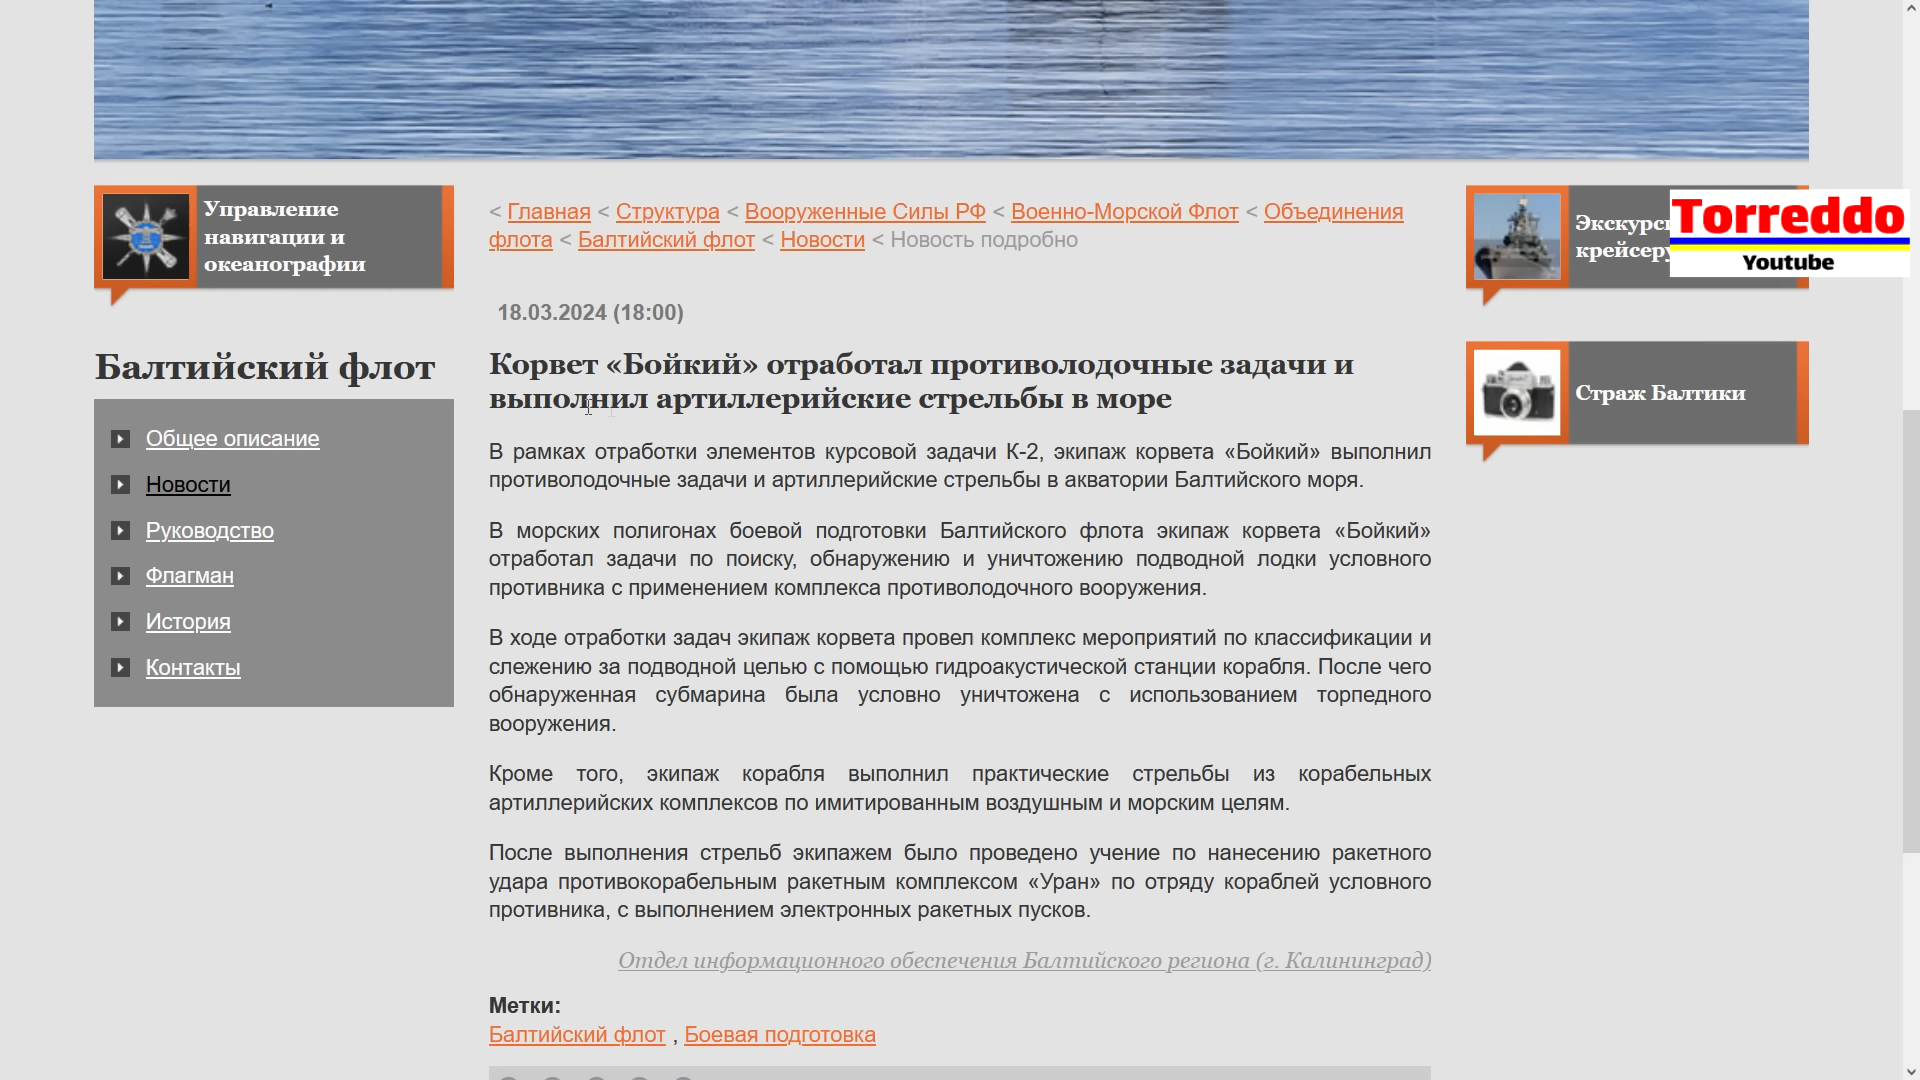 Управление
навигации и
океанографии
Балтийский флот
Общее описание
Новости
Руководство
Флагман
История
Контакты
< Главная < Структура < Вооруженные Силы РФ < Военно-Морской Флот < Объединения
флота < Балтийский флот < Новости < Новость подробно
18.03.2024 (18:00)
Корвет «Бойкий» отработал противолодочные задачи и
выполнил артиллерийские стрельбы в море
В рамках отработки элементов курсовой задачи К-2, экипаж корвета «Бойкий» выполнил
противолодочные задачи и артиллерийские стрельбы в акватории Балтийского моря.
В морских полигонах боевой подготовки Балтийского флота экипаж корвета «Бойкий»
отработал задачи по поиску, обнаружению и уничтожению подводной лодки условного
противника с применением комплекса противолодочного вооружения.
В ходе отработки задач экипаж корвета провел комплекс мероприятий по классификации и
слежению за подводной целью с помощью гидроакустической станции корабля. После чего
обнаруженная субмарина была условно уничтожена с использованием торпедного
вооружения.
Кроме того, экипаж корабля выполнил практические стрельбы из корабельных
артиллерийских комплексов по имитированным воздушным и морским целям.
После выполнения стрельб экипажем было проведено учение по нанесению ракетного
удара противокорабельным ракетным комплексом «Уран» по отряду кораблей условного
противника, с выполнением электронных ракетных пусков.
Отдел информационного обеспечения Балтийского региона (г. Калининград)
Метки:
Балтийский флот , Боевая подготовка
Torreddo
Youtube
Страж Балтики